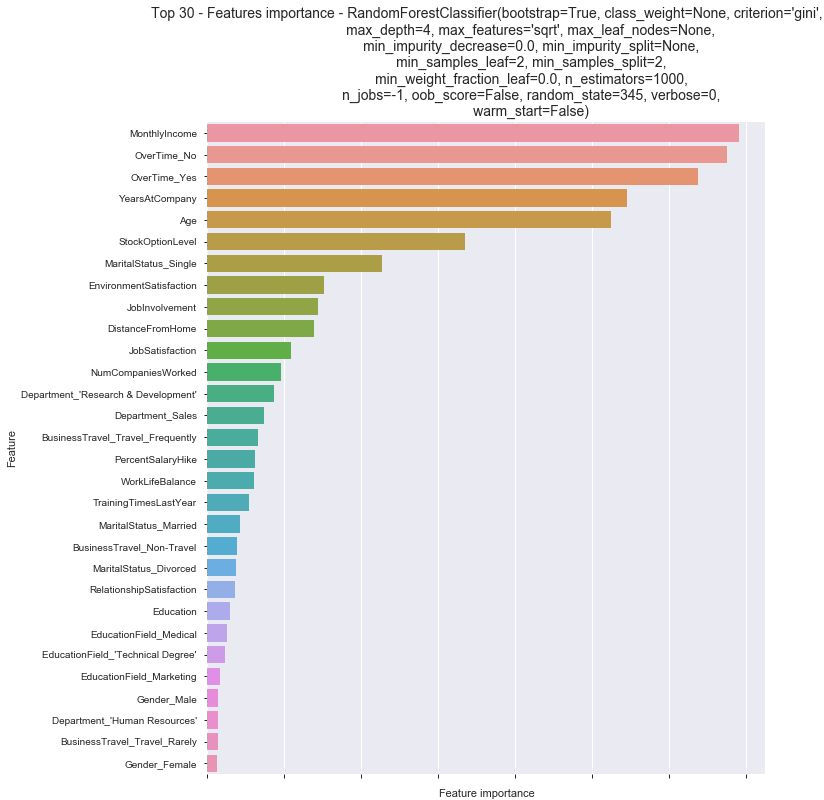 Top 30 - Features importance - RandomForestClassifier(bootstrap=True, class_weight=None, criterion='gini',
max_depth=4, max_features='sqrt', max_leaf_nodes=None,
min_impurity_decrease=0.0, min_impurity_split=None,
min_samples_leaf=2, min_samples_split=2,
min_weight_fraction_leaf=0.0, n_estimators=1000,
n_jobs=-1, oob_score=False, random_state=345, verbose=0,
warm_start=False)
MonthlyIncome
OverTime_No
OverTime_Yes
YearsAtCompany
Age
StockOptionLevel
MaritalStatus_Single
EnvironmentSatisfaction
JobInvolvement
DistanceFromHome
JobSatisfaction
NumCompaniesWorked
Department_'Research & Development'
Department_Sales
BusinessTravel_Travel_Frequently
PercentSalaryHike
WorkLifeBalance
TrainingTimesLastYear
MaritalStatus_Married
BusinessTravel_Non-Travel
MaritalStatus_Divorced
RelationshipSatisfaction
Education
EducationField_Medical
EducationField_'Technical Degree'
EducationField_Marketing
Gender_Male
Department_'Human Resources'
BusinessTravel_Travel_Rarely
Gender_Female
Feature
Feature importance